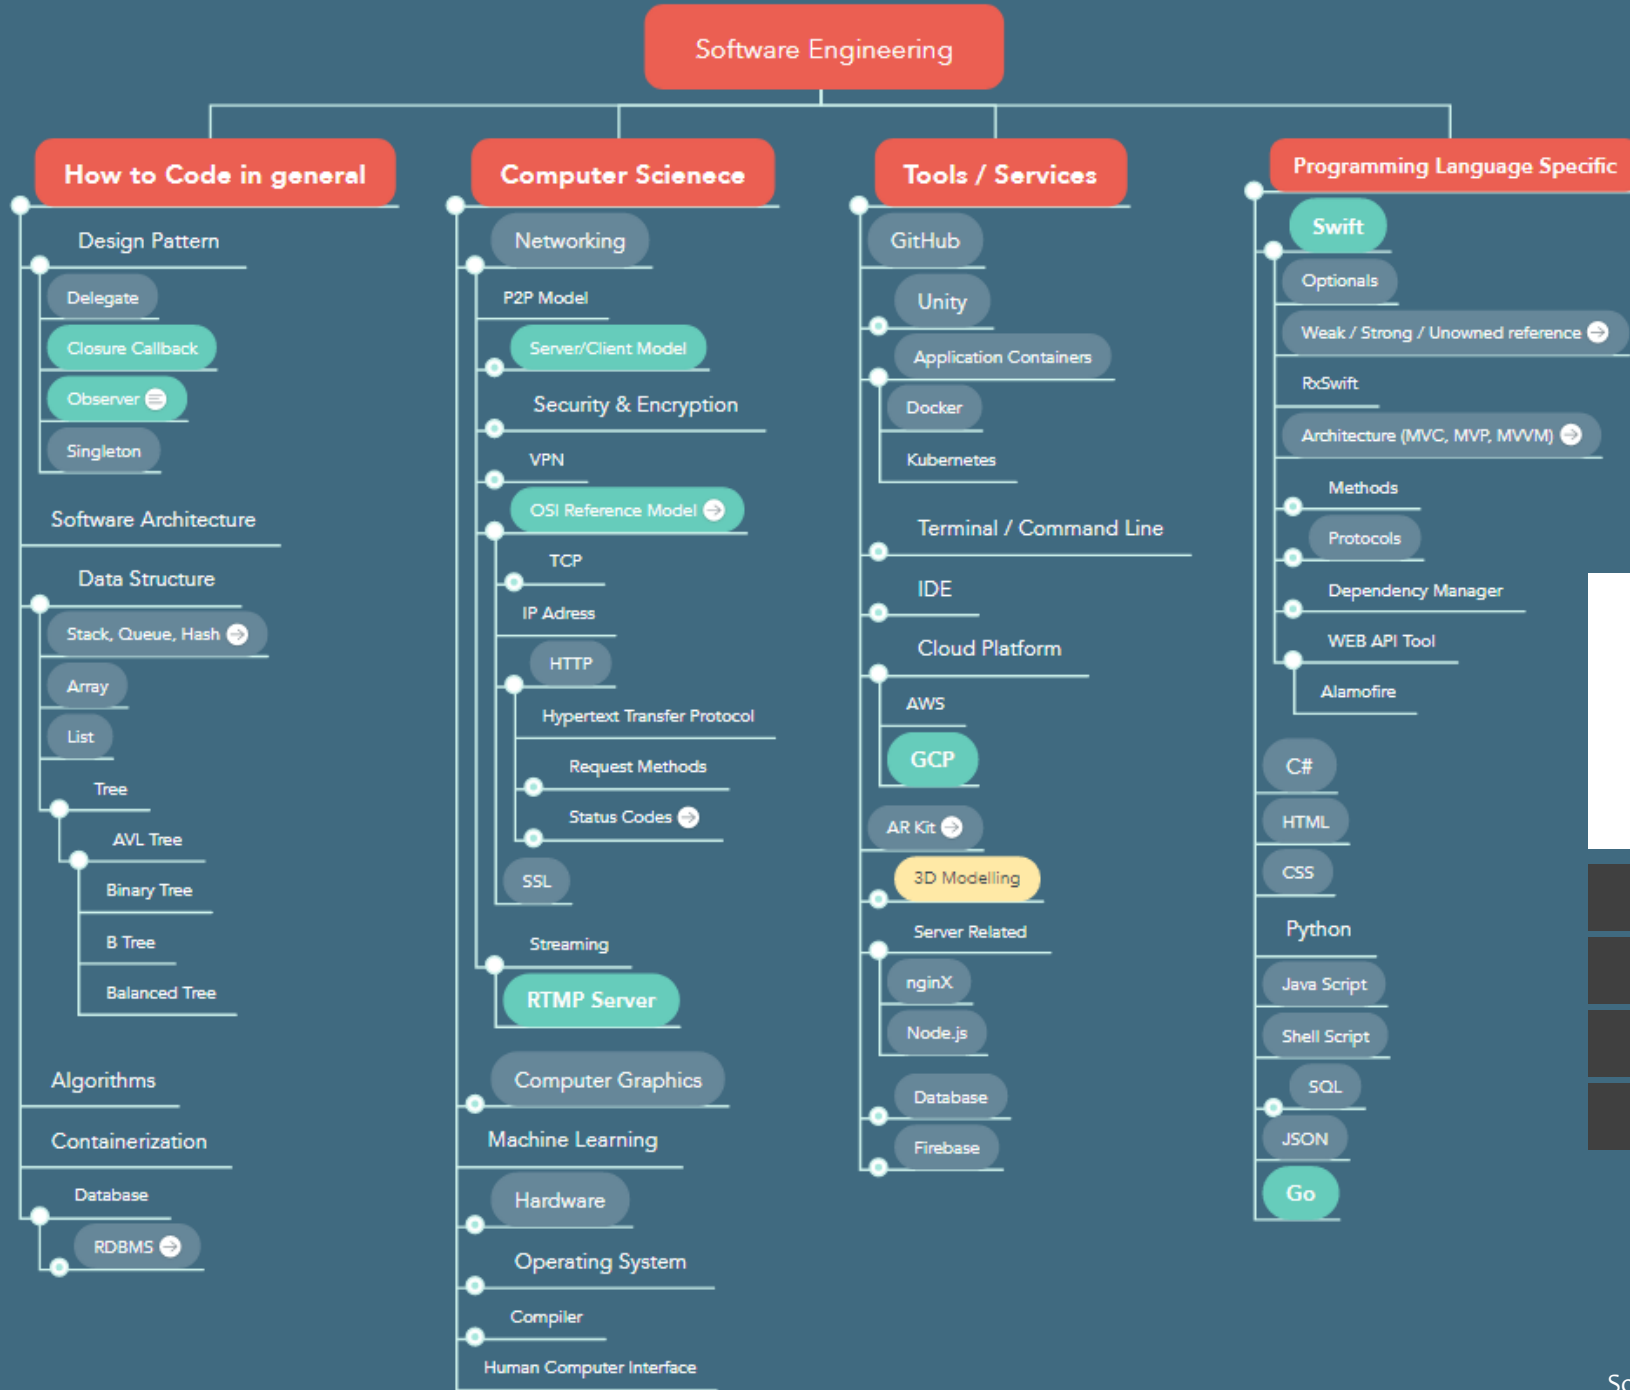 Software Engineering
How to Code in general
Design Pattern
Delegate
Closure Callback
Observer
Singleton
Software Architecture
Data Structure
Stack, Queue, Hash
Array
List
Tree
AVL Tree
Binary Tree
B Tree
Balanced Tree
Algorithms
Containerization
Database
RDBMS
Computer Scienece
Networking
P2P Model
Server/Client Model
Security & Encryption
VPN
OSI Reference Model
TCP
IP Adress
HTTP
Hypertext Transfer Protocol
Request Methods
Status Codes
SSL
Streaming
RTMP Server
Computer Graphics
Machine Learning
Hardware
Operating System
Compiler
Human Computer Interface
Tools / Services
GitHub
Unity
Application Containers
Docker
Kubernetes
Terminal / Command Line
IDE
Cloud Platform
AWS
GCP
AR Kit
3D Modelling
Server Related
nginX
Node.js
Database
Firebase
Programming Language Specific
Swift
Optionals
Weak / Strong / Unowned reference
RxSwift
Architecture (MVC, MVP, MVVM)
Methods
Protocols
Dependency Manager
WEB API Tool
Alamofire
C#
HTML
CSS
Python
Java Script
Shell Script
SQL
JSON
Go